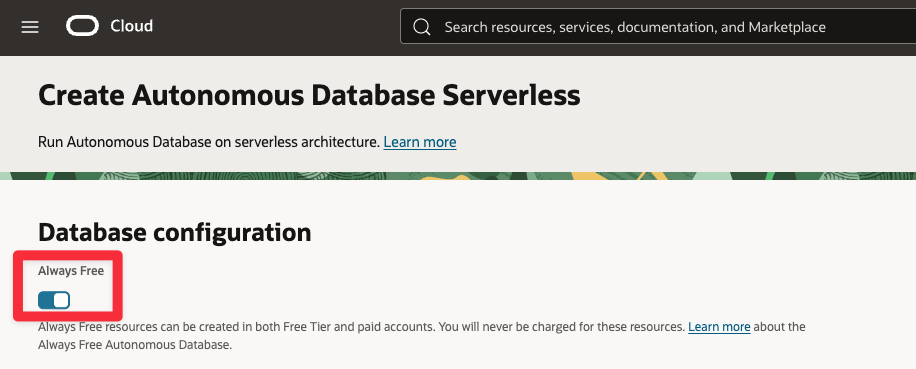 Cloud
Search resources, services, documentation, and Marketplace
Create Autonomous Database Serverless
Run Autonomous Database on serverless architecture. Learn more
Database configuration
Always Free
Always Free resources can be created in both Free Tier and paid accounts. You will never be charged for these resources. Learn more about the
Always Free Autonomous Database.